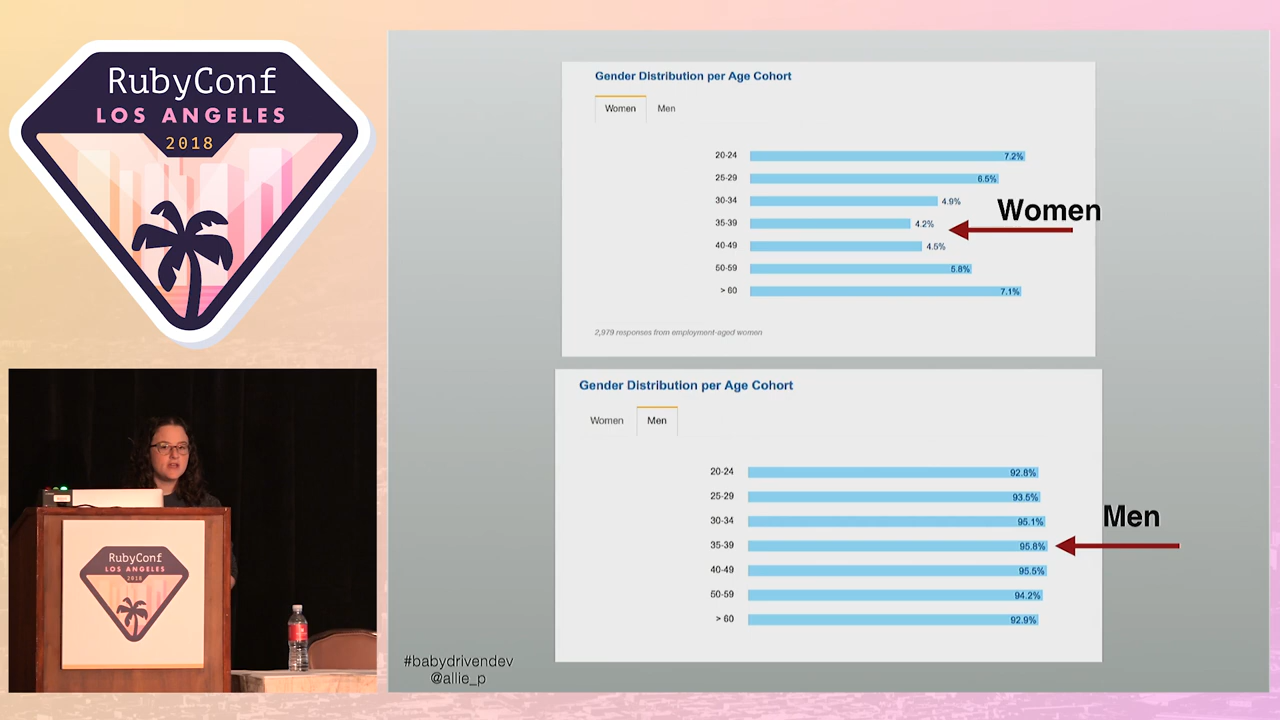 RubyConf
LOS ANGELES
2018
Gender Distribution per Age Cohort
Women Men
20-24 7.2%
25-29 6.5%
30-34 4.9%
35-39 4.2%
40-49 4.5%
50-59 5.8%
> 60 7.1%
2,979 responses from employment-aged women
Women
Gender Distribution per Age Cohort
Women Men
20-24 92.8%
25-29 93.5%
30-34 95.1%
35-39 95.8%
40-49 95.5%
50-59 94.2%
> 60 92.9%
Men
#babydrivendev
@allie_p
RubyConf
LOS ANGELES
2018